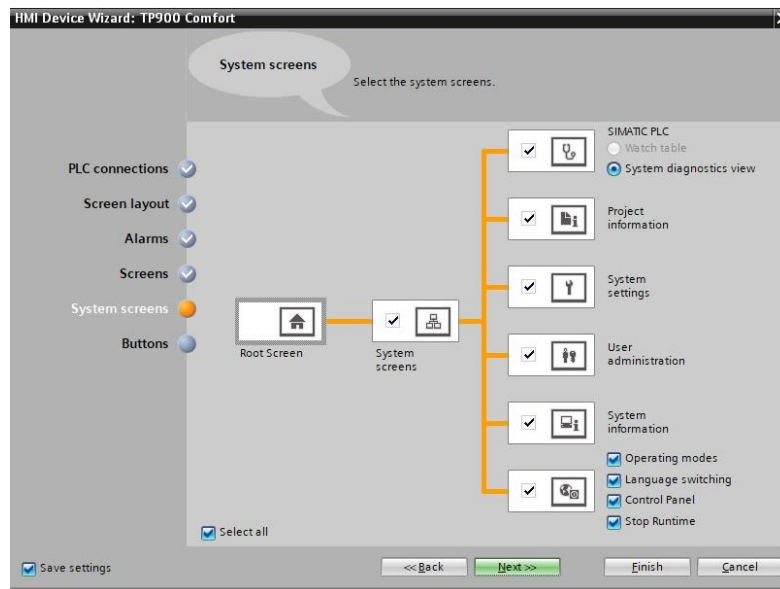 HMI Device Wizard: TP900 Comfort
System screens
Select the system screens.
PLC connections
Screen layout
Alarms
Screens
System screens
Buttons
Root Screen
System
screens
SIMATIC PLC
Watch table
System diagnostics view
Project
information
System
settings
User
administration
System
information
Operating modes
Language switching
Control Panel
Stop Runtime
Select all
Save settings
<<Back
Next>>
Finish
Cancel